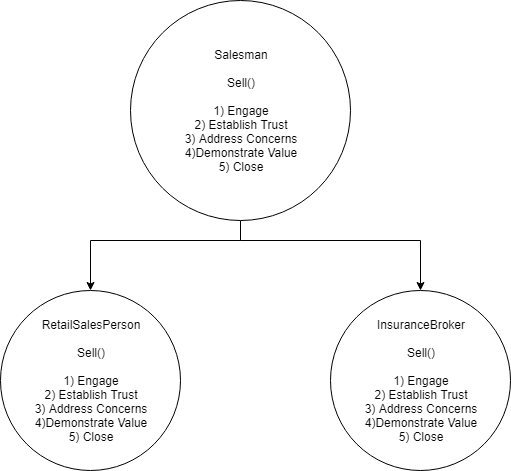 Salesman
Sell()
1) Engage
2) Establish Trust
3) Address Concerns
4)Demonstrate Value
5) Close
RetailSalesPerson
Sell()
1) Engage
2) Establish Trust
3) Address Concerns
4)Demonstrate Value
5) Close
InsuranceBroker
Sell()
1) Engage
2) Establish Trust
3) Address Concerns
4)Demonstrate Value
5) Close